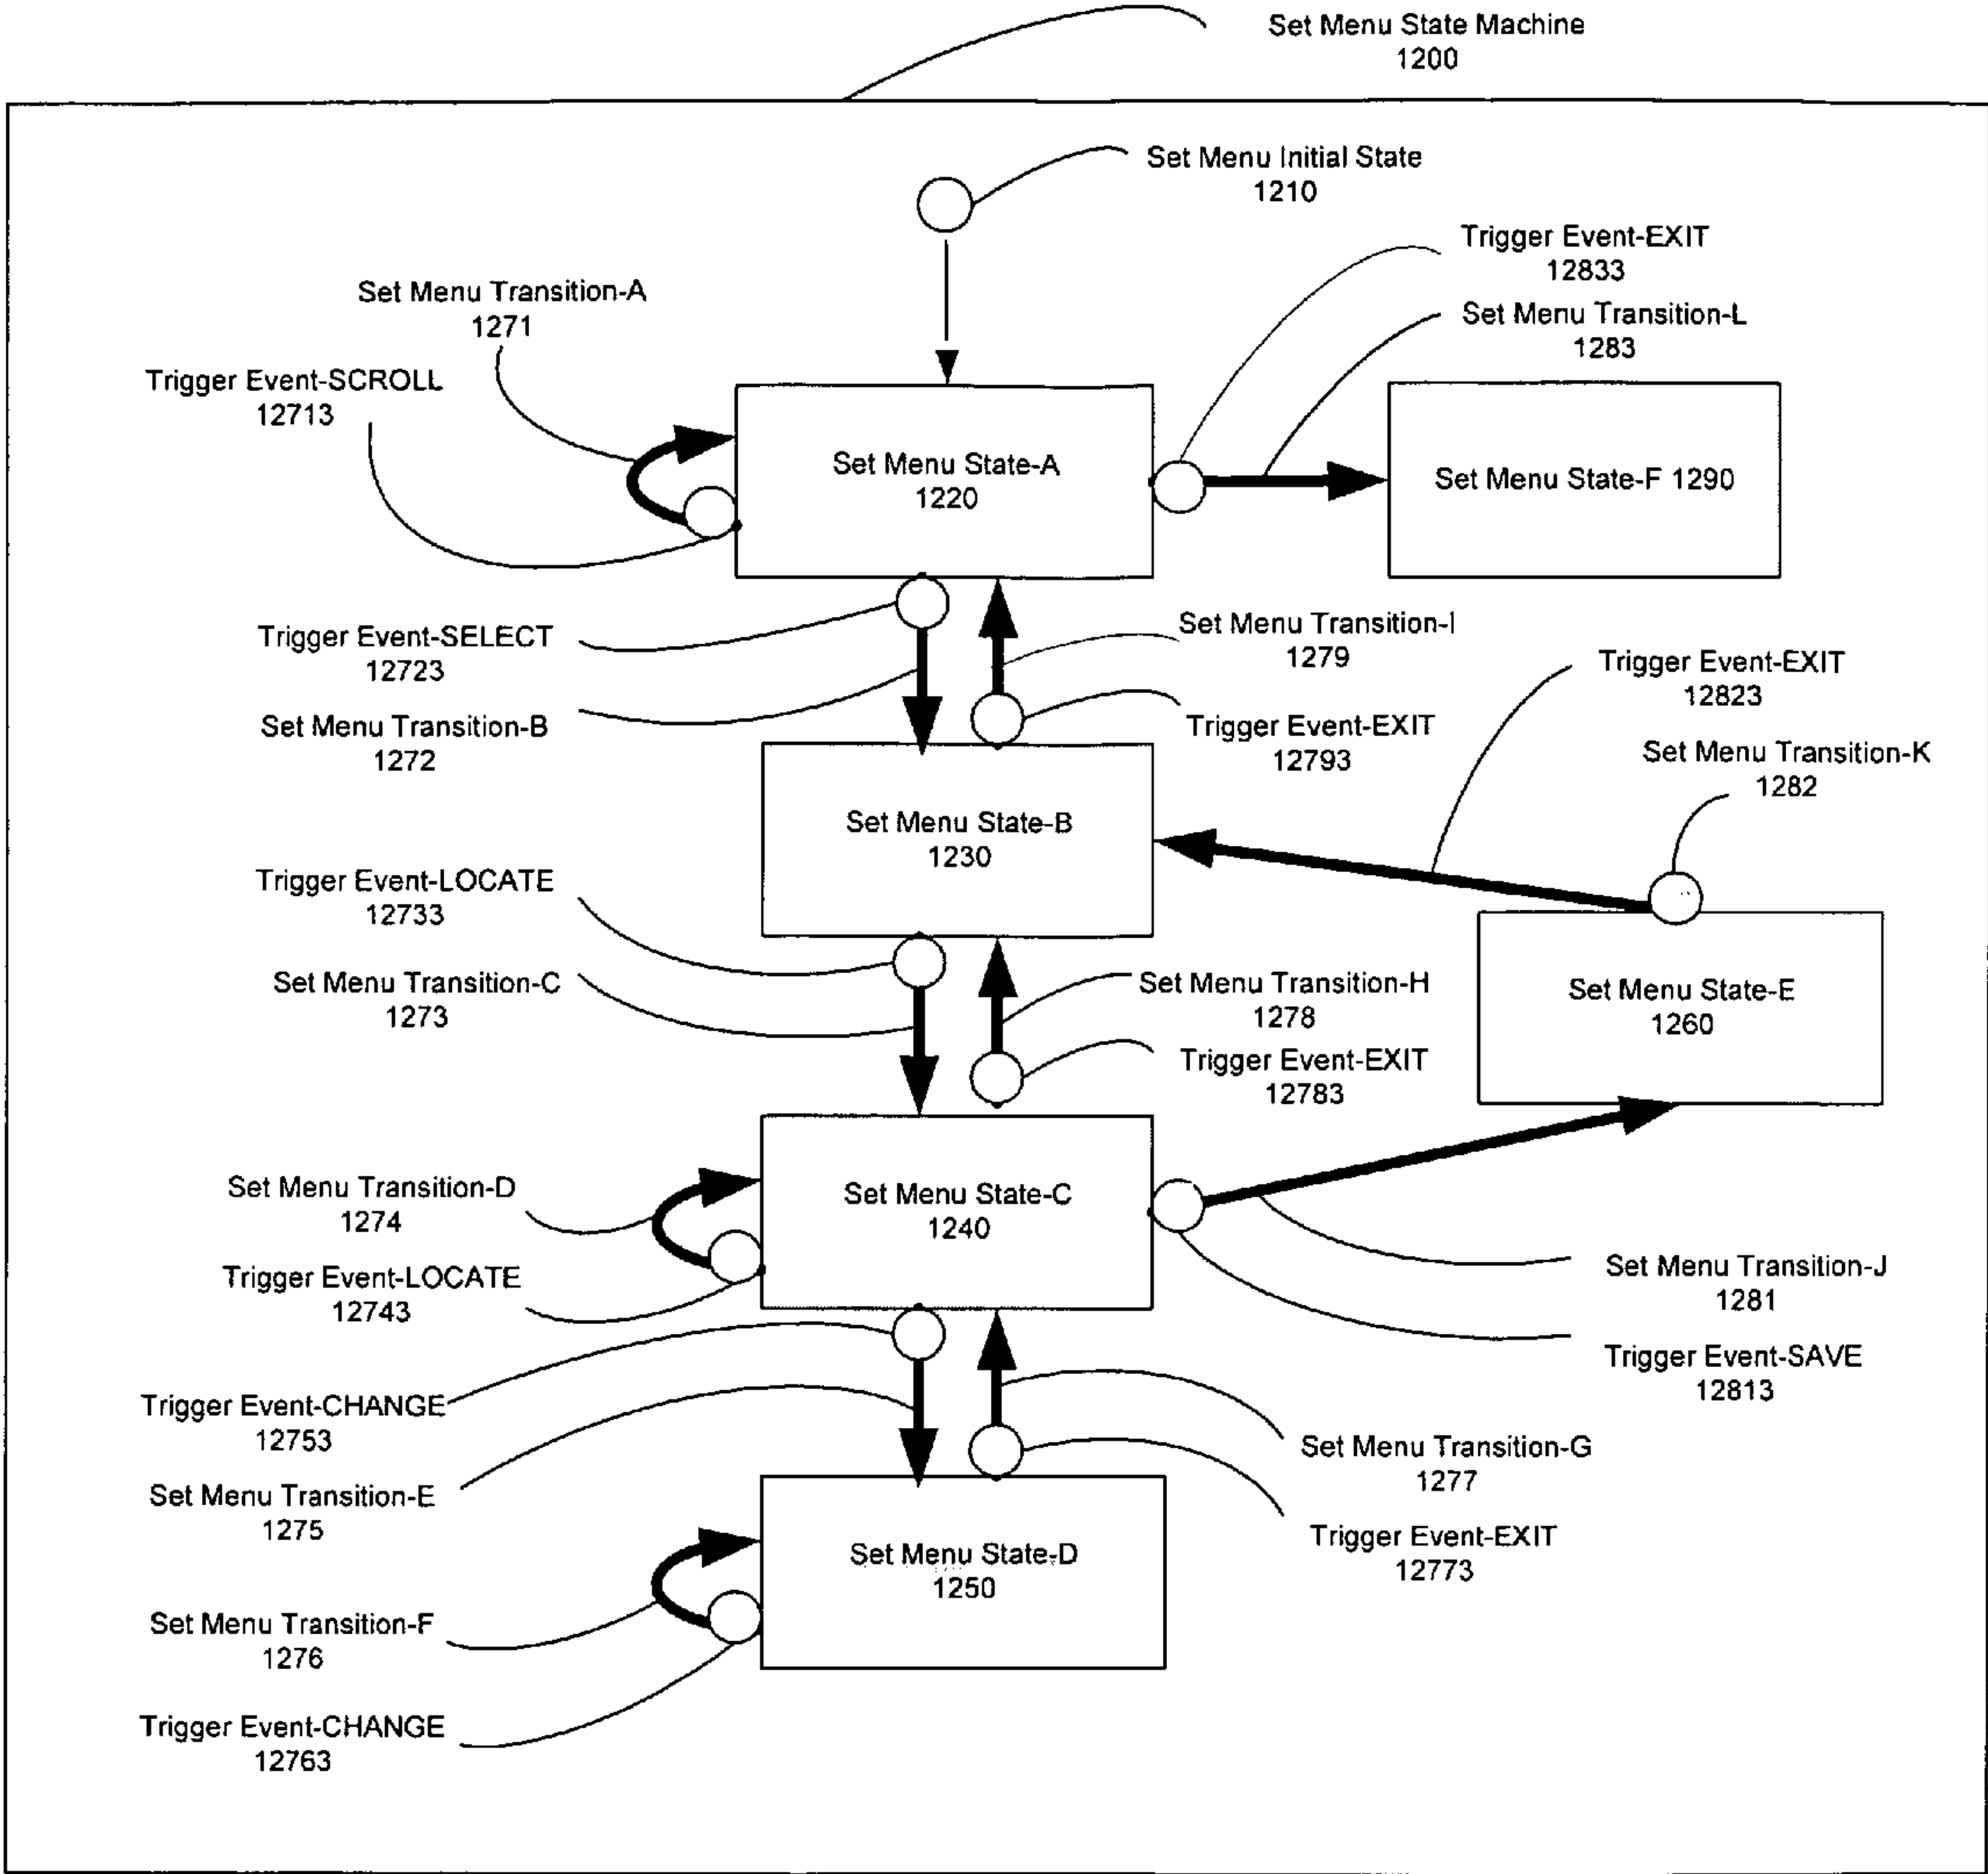 Set Menu State Machine
1200
Set Menu Initial State
1210
Trigger Event-EXIT
12833
Set Menu Transition-A
1271
Set Menu Transition-L
1283
Trigger Event-SCROLL
12713
Set Menu State-A
1220
Set Menu State-F 1290
Trigger Event-SELECT
12723
Set Menu Transition-I
1279
Trigger Event-EXIT
12823
Set Menu Transition-B
1272
Trigger Event-EXIT
12793
Set Menu Transition-K
1282
Set Menu State-B
1230
Trigger Event-LOCATE
12733
Set Menu Transition-C
1273
Set Menu Transition-H
1278
Set Menu State-E
1260
Trigger Event-EXIT
12783
Set Menu Transition-D
1274
Set Menu State-C
1240
Trigger Event-LOCATE
12743
Set Menu Transition-J
1281
Trigger Event-SAVE
12813
Trigger Event-CHANGE
12753
Set Menu Transition-G
1277
Set Menu Transition-E
1275
Trigger Event-EXIT
12773
Set Menu State-D
1250
Set Menu Transition-F
1276
Trigger Event-CHANGE
12763